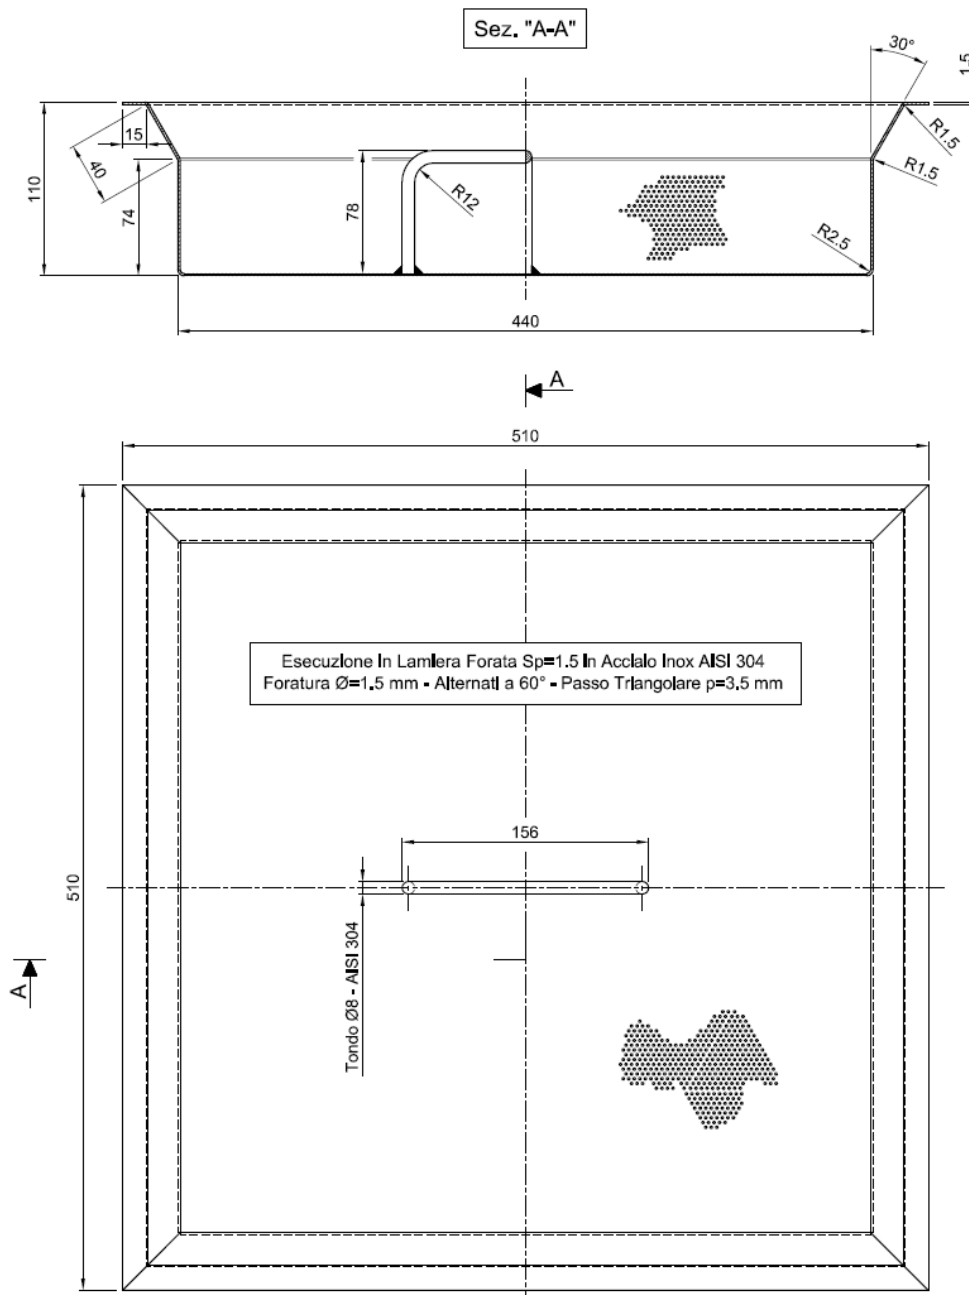 Sez. "A-A"
30°
1.5
15
40
110
74
78
R12
R1.5
R1.5
R2.5
440
A
510
Esecuzione in Lamiera Forata Sp=1.5 in Acciaio Inox AISI 304
Foratura Ø=1.5 mm - Alternati a 60° - Passo Triangolare p=3.5 mm
156
510
Tondo Ø8 - AISI 304
A